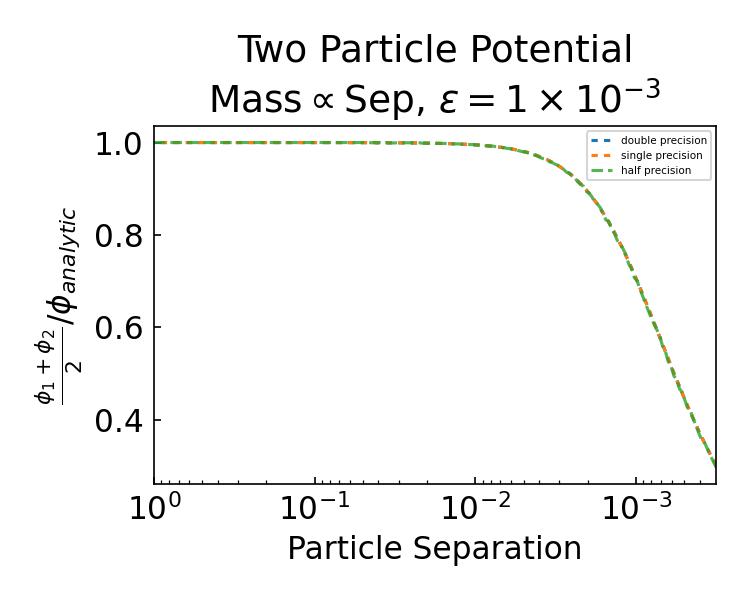 Two Particle Potential
Mass ∝ Sep, ε = 1 × 10⁻³
1.0
0.8
0.6
0.4
(ϕ₁ + ϕ₂)/2 /ϕ_analytic
double precision
single precision
half precision
10⁰ 10⁻¹ 10⁻² 10⁻³
Particle Separation